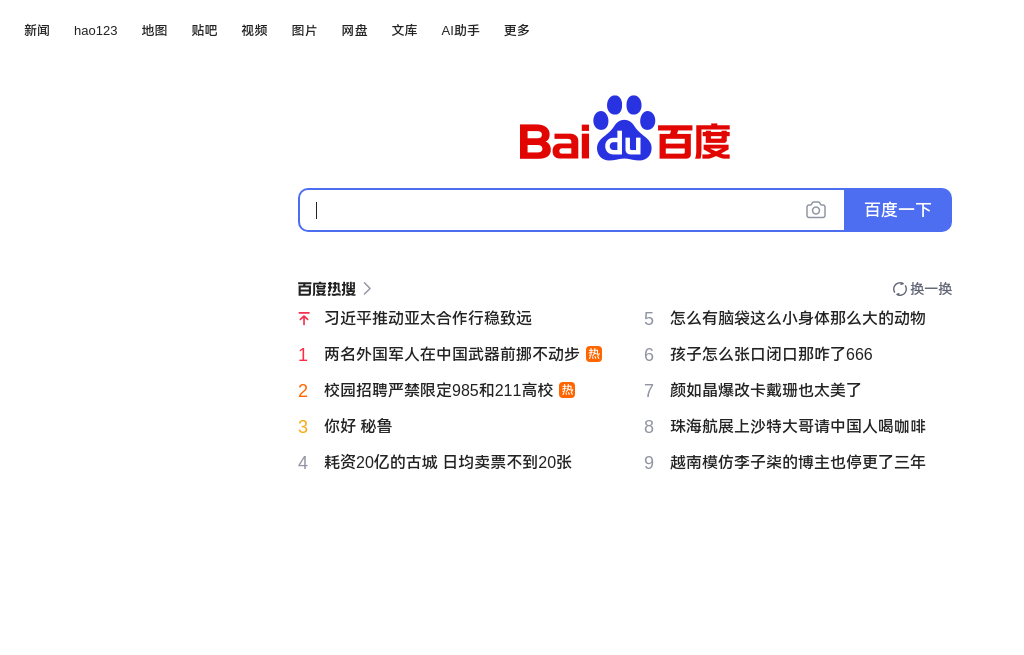 新闻 hao123 地图 贴吧 视频 图片 网盘 文库 AI助手 更多
Bai du 百度
百度一下
百度热搜 换一换
习近平推动亚太合作行稳致远
1 两名外国军人在中国武器前挪不动步 热
2 校园招聘严禁限定985和211高校 热
3 你好 秘鲁
4 耗资20亿的古城 日均卖票不到20张
5 怎么有脑袋这么小身体那么大的动物
6 孩子怎么张口闭口那咋了666
7 颜如晶爆改卡戴珊也太美了
8 珠海航展上沙特大哥请中国人喝咖啡
9 越南模仿李子柒的博主也停更了三年